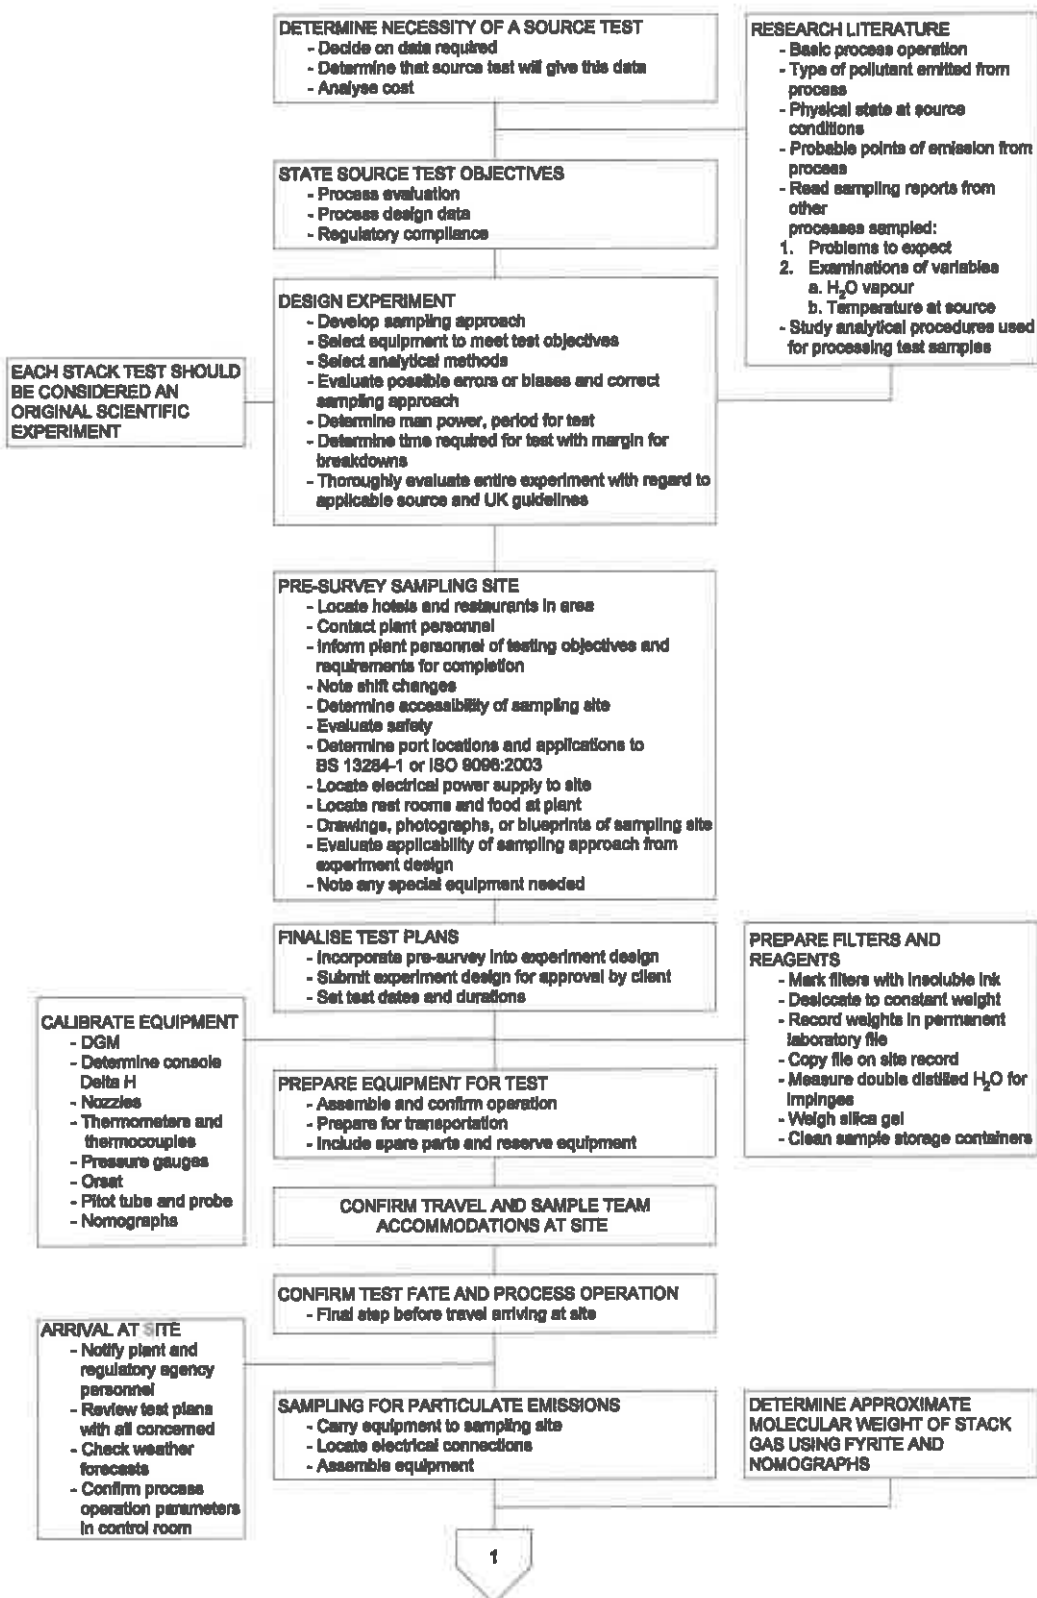 DETERMINE NECESSITY OF A SOURCE TEST
- Decide on data required
- Determine that source test will give this data
- Analyse cost
RESEARCH LITERATURE
- Basic process operation
- Type of pollutant emitted from
process
- Physical state at source
conditions
- Probable points of emission from
process
- Read sampling reports from
other
processes sampled:
1. Problems to expect
2. Examinations of variables
a. H₂O vapour
b. Temperature at source
- Study analytical procedures used
for processing test samples
STATE SOURCE TEST OBJECTIVES
- Process evaluation
- Process design data
- Regulatory compliance
DESIGN EXPERIMENT
- Develop sampling approach
- Select equipment to meet test objectives
- Select analytical methods
- Evaluate possible errors or biases and correct
sampling approach
- Determine man power, period for test
- Determine time required for test with margin for
breakdowns
- Thoroughly evaluate entire experiment with regard to
applicable source and UK guidelines
EACH STACK TEST SHOULD
BE CONSIDERED AN
ORIGINAL SCIENTIFIC
EXPERIMENT
PRE-SURVEY SAMPLING SITE
- Locate hotels and restaurants in area
- Contact plant personnel
- Inform plant personnel of testing objectives and
requirements for completion
- Note shift changes
- Determine accessibility of sampling site
- Evaluate safety
- Determine port locations and applications to
BS 13284-1 or ISO 9096:2003
- Locate electrical power supply to site
- Locate rest rooms and food at plant
- Drawings, photographs, or blueprints of sampling site
- Evaluate applicability of sampling approach from
experiment design
- Note any special equipment needed
FINALISE TEST PLANS
- Incorporate pre-survey into experiment design
- Submit experiment design for approval by client
- Set test dates and durations
PREPARE FILTERS AND
REAGENTS
- Mark filters with insoluble ink
- Desiccate to constant weight
- Record weights in permanent
laboratory file
- Copy file on site record
- Measure double distilled H₂O for
impinges
- Weigh silica gel
- Clean sample storage containers
CALIBRATE EQUIPMENT
- DGM
- Determine console
Delta H
- Nozzles
- Thermometers and
thermocouples
- Pressure gauges
- Orsat
- Pitot tube and probe
- Nomographs
PREPARE EQUIPMENT FOR TEST
- Assemble and confirm operation
- Prepare for transportation
- Include spare parts and reserve equipment
CONFIRM TRAVEL AND SAMPLE TEAM
ACCOMMODATIONS AT SITE
CONFIRM TEST FATE AND PROCESS OPERATION
- Final step before travel arriving at site
ARRIVAL AT SITE
- Notify plant and
regulatory agency
personnel
- Review test plans
with all concerned
- Check weather
forecasts
- Confirm process
operation parameters
in control room
SAMPLING FOR PARTICULATE EMISSIONS
- Carry equipment to sampling site
- Locate electrical connections
- Assemble equipment
DETERMINE APPROXIMATE
MOLECULAR WEIGHT OF STACK
GAS USING FYRITE AND
NOMOGRAPHS
1